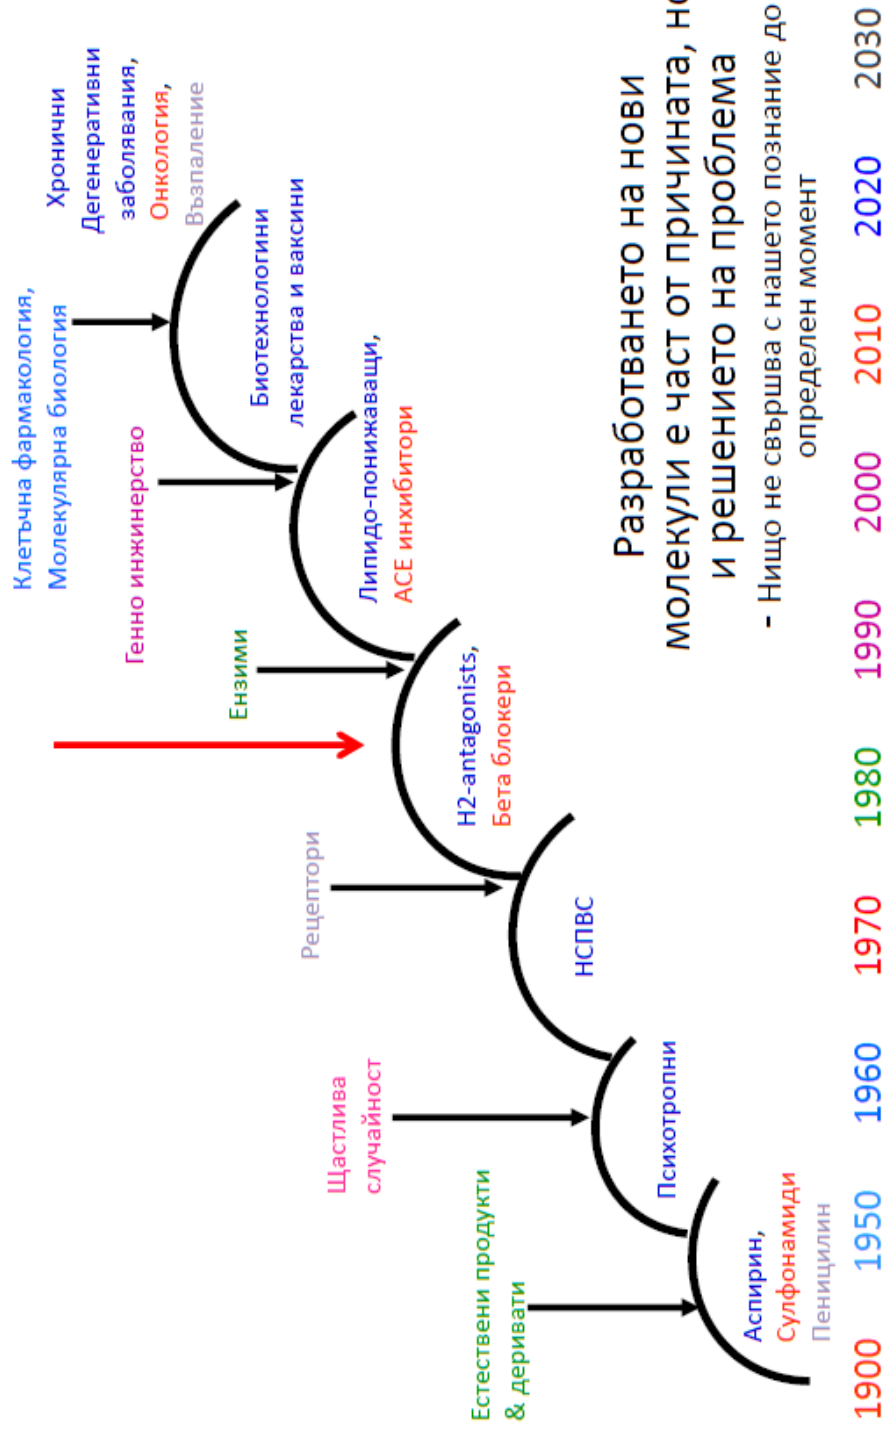 Клетъчна фармакология,
Молекулярна биология
Хронични
Дегенеративни
заболявания,
Онкология,
Възпаление
Генно инжинерство
Ензими
Биотехнологини
лекарства и ваксини
Рецептори
Липидо-понижаващи,
ACE инхибитори
Щастлива
случайност
H2-antagonists,
Бета блокери
Естествени продукти
& деривати
НСПВС
Психотропни
Аспирин,
Сулфонамиди
Пеницилин
Разработването на нови
молекули е част от причината, но
и решението на проблема
- Нищо не свършва с нашето познание до
определен момент
1900 1950 1960 1970 1980 1990 2000 2010 2020 2030